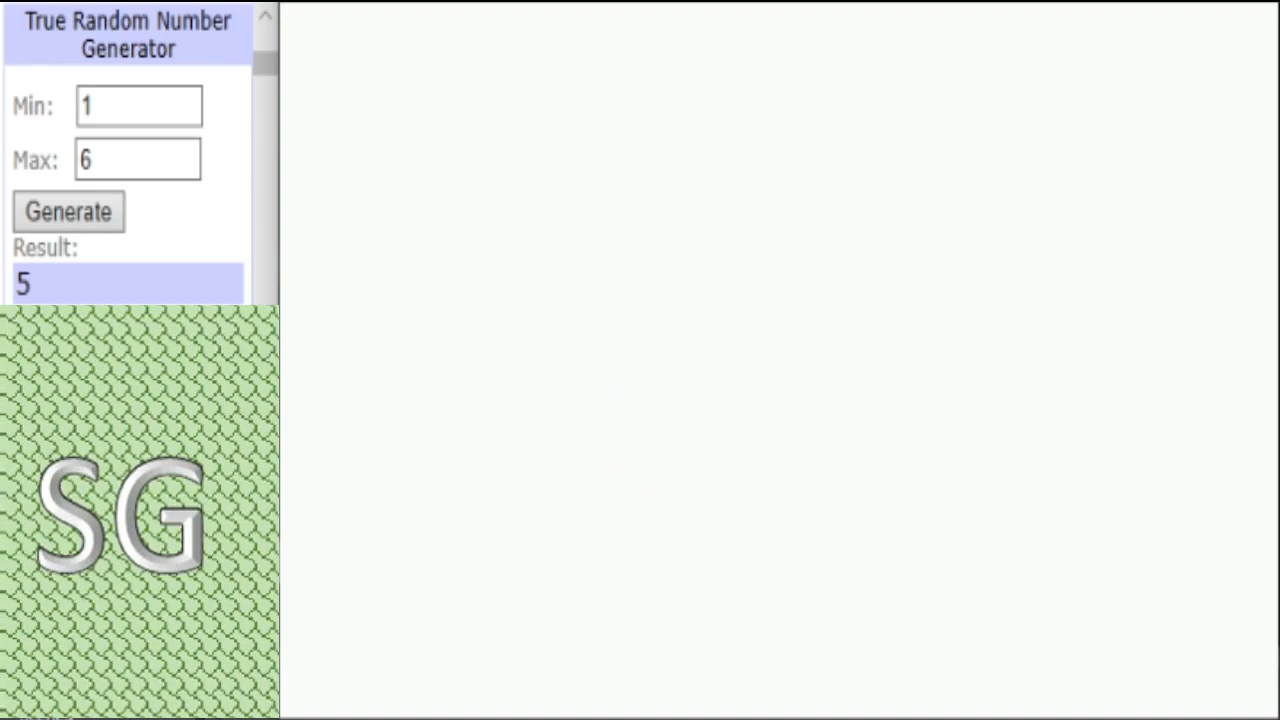 True Random Number
Generator
Min: 1
Max: 6
Generate
Result:
5
SG